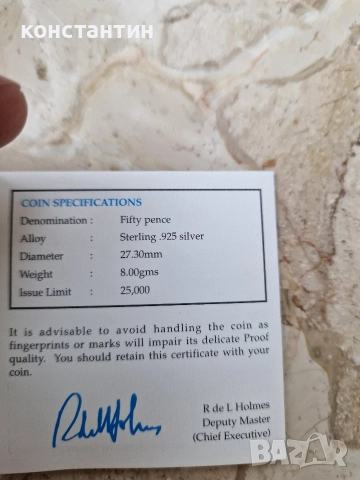 КОНСТАНТИН
COIN SPECIFICATIONS
Denomination : Fifty pence
Alloy : Sterling .925 silver
Diameter : 27.30mm
Weight : 8.00gms
Issue Limit : 25,000
It is advisable to avoid handling the coin as
fingerprints or marks will impair its delicate Proof
quality. You should retain this certificate with your
coin.
R de L Holmes
Deputy Master
(Chief Executive)
BAZAR